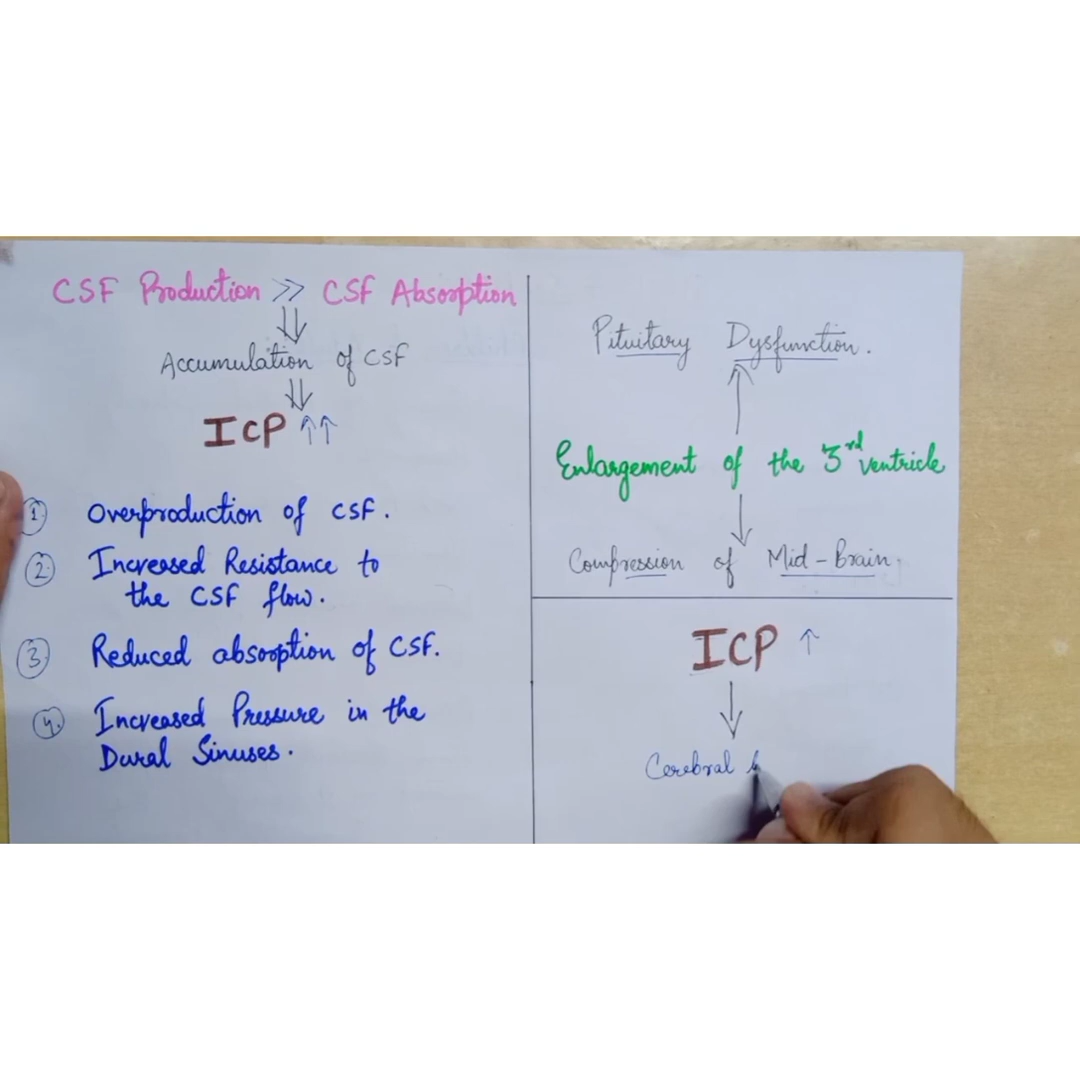 CSF Production >> CSF Absorption
⇓
Accumulation of CSF
⇓
ICP ↑↑
1. Overproduction of CSF.
2. Increased Resistance to
the CSF flow.
3. Reduced absorption of CSF.
4. Increased Pressure in the
Dural Sinuses.
Pituitary Dysfunction.
↑
Enlargement of the 3rd ventricle
↓
Compression of Mid-Brain.
ICP ↑
↓
Cerebral